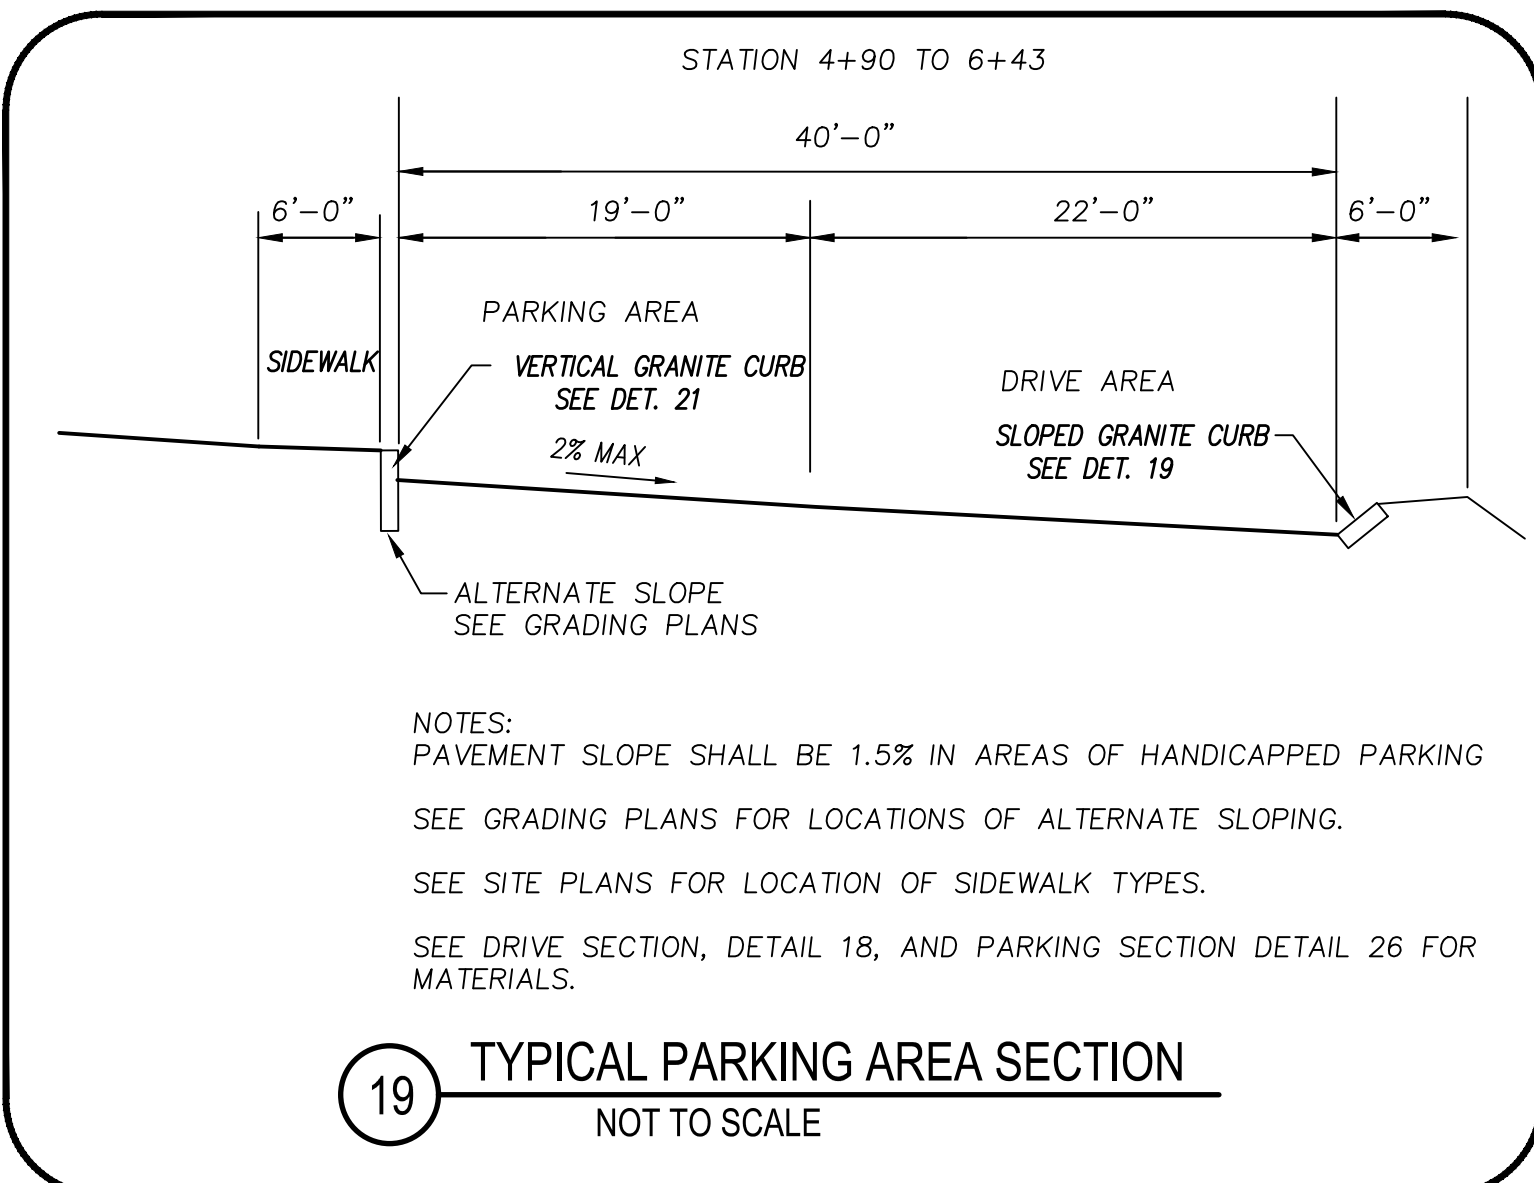 STATION 4+90 TO 6+43
40'-0"
6'-0"
19'-0"
22'-0"
6'-0"
PARKING AREA
SIDEWALK
VERTICAL GRANITE CURB
SEE DET. 21
DRIVE AREA
SLOPED GRANITE CURB
SEE DET. 19
2% MAX
ALTERNATE SLOPE
SEE GRADING PLANS
NOTES:
PAVEMENT SLOPE SHALL BE 1.5% IN AREAS OF HANDICAPPED PARKING
SEE GRADING PLANS FOR LOCATIONS OF ALTERNATE SLOPING.
SEE SITE PLANS FOR LOCATION OF SIDEWALK TYPES.
SEE DRIVE SECTION, DETAIL 18, AND PARKING SECTION DETAIL 26 FOR
MATERIALS.
19
TYPICAL PARKING AREA SECTION
NOT TO SCALE